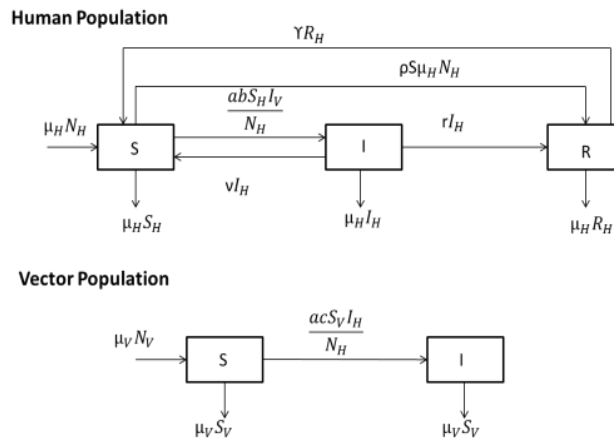 Human Population
ϒR_H
ρSμ_H N_H
abS_H I_V
N_H
μ_H N_H
S
I
rI_H
R
νI_H
μ_H S_H
μ_H I_H
μ_H R_H
Vector Population
acS_V I_H
N_H
μ_V N_V
S
I
μ_V S_V
μ_V S_V